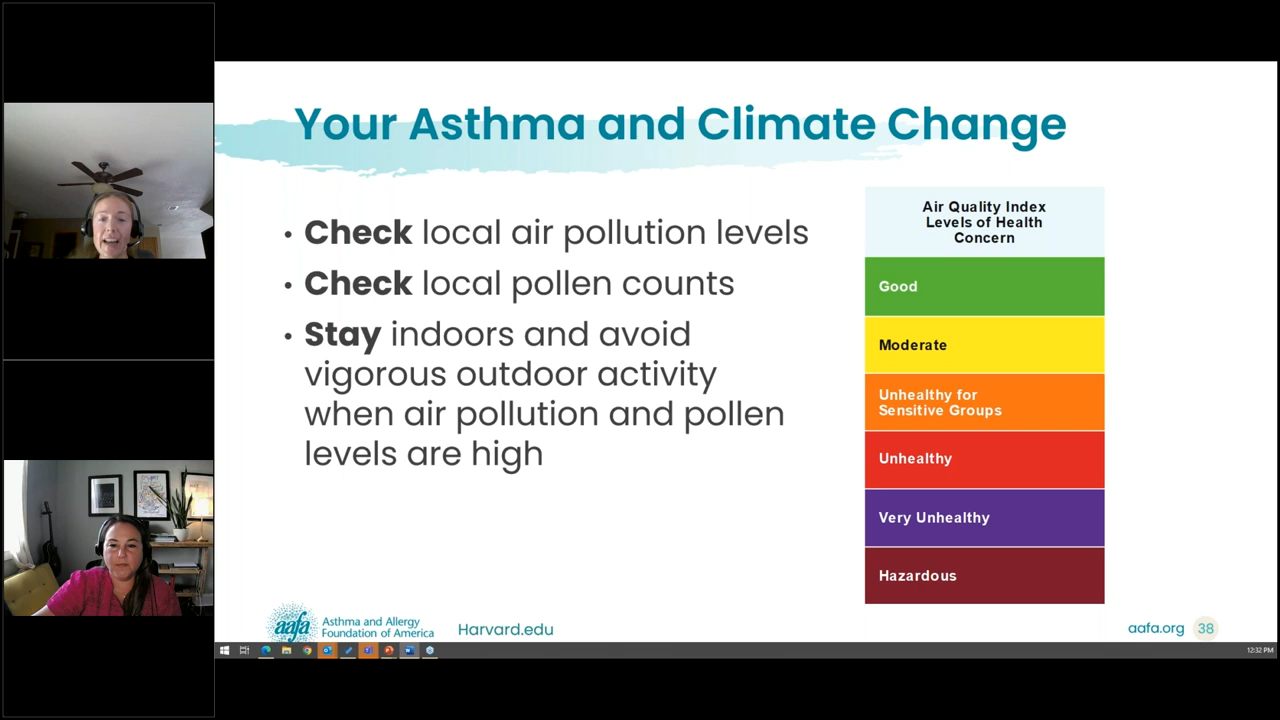 Your Asthma and Climate Change
• Check local air pollution levels
• Check local pollen counts
• Stay indoors and avoid
vigorous outdoor activity
when air pollution and pollen
levels are high
Air Quality Index
Levels of Health
Concern
Good
Moderate
Unhealthy for
Sensitive Groups
Unhealthy
Very Unhealthy
Hazardous
aafa
Asthma and Allergy
Foundation of America
Harvard.edu
aafa.org 38
12:32 PM